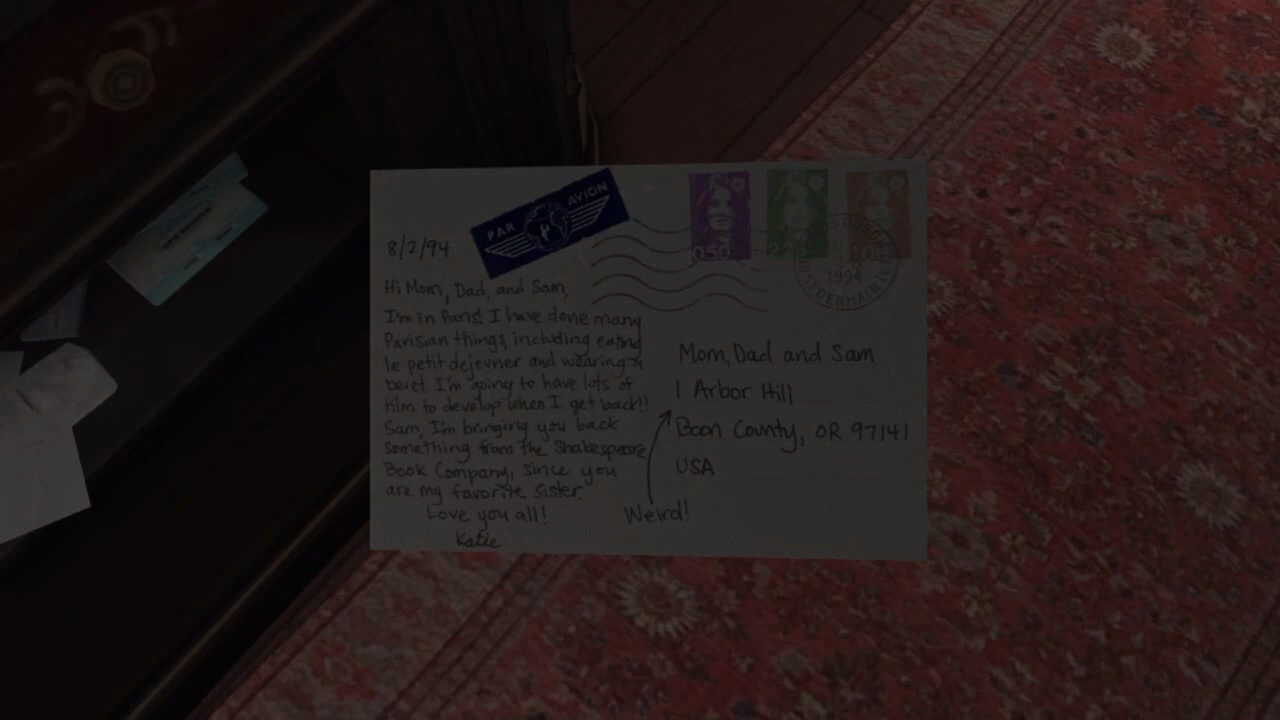 PAR AVION
8/2/94
Hi Mom, Dad, and Sam,
I'm in Paris! I have done many
Parisian things, including eating
le petit dejeuner and wearing a
beret. I'm going to have lots of
film to develop when I get back!!
Sam, I'm bringing you back
something from the Shakespeare
Book Company, since you
are my favorite sister.
Love you all!
Katie
0.50
1994
GERMAIN
Mom, Dad and Sam
1 Arbor Hill
Boon County, OR 97141
USA
Weird!